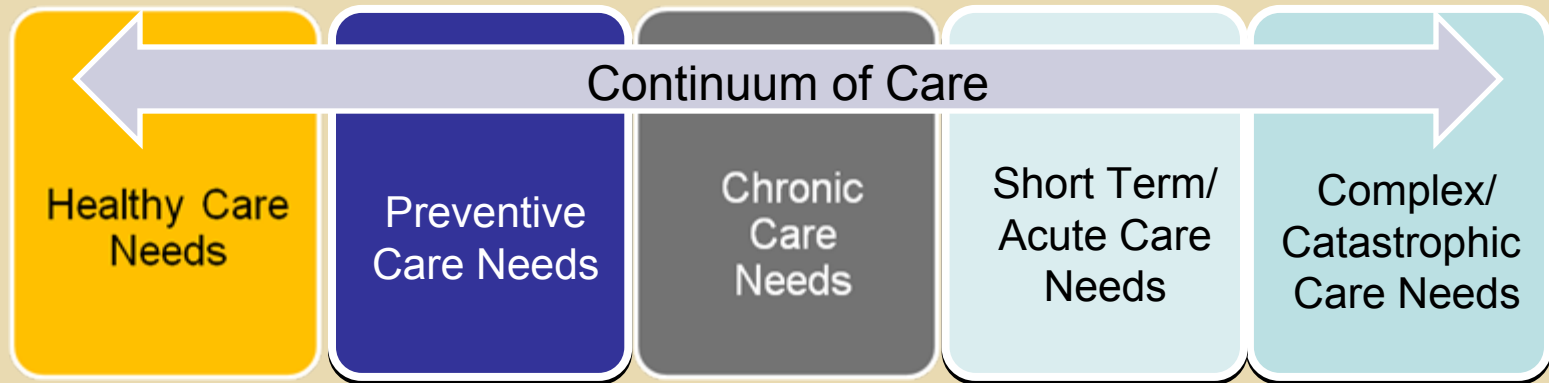 Continuum of Care
Healthy Care
Needs
Preventive
Care Needs
Chronic
Care
Needs
Short Term/
Acute Care
Needs
Complex/
Catastrophic
Care Needs